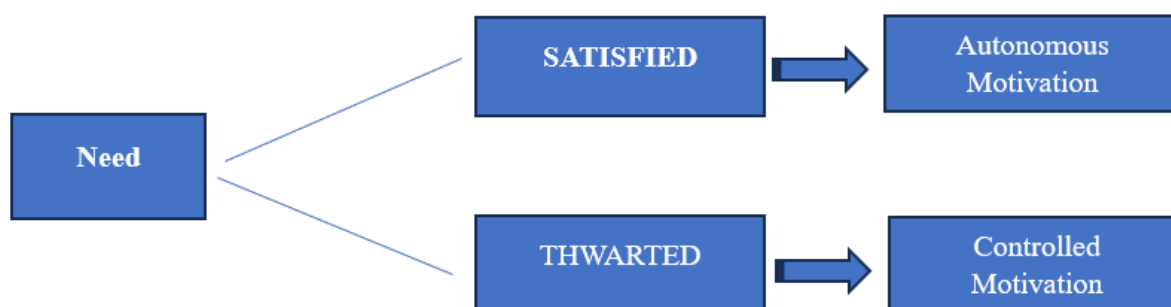 Need
SATISFIED
Autonomous
Motivation
THWARTED
Controlled
Motivation